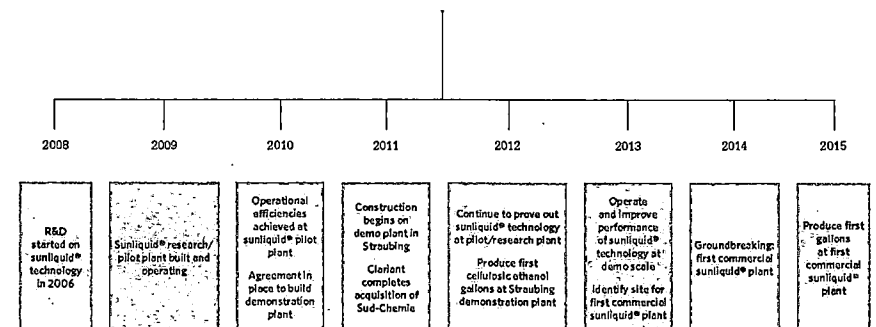 2008
2009
2010
2011
2012
2013
2014
2015
R&D
started on
sunliquid®
technology
in 2006
Sunliquid® research/
pilot plant built and
operating
Operational
efficiencies
achieved at
sunliquid® pilot
plant
Agreement in
place to build
demonstration
plant
Construction
begins on
demo plant in
Straubing
Clariant
completes
acquisition of
Sud-Chemie
Continue to prove out
sunliquid® technology
at pilot/research plant
Produce first
cellulosic ethanol
gallons at Straubing
demonstration plant
Operate
and improve
performance
of sunliquid®
technology at
demo scale
Identify site for
first commercial
sunliquid® plant
Groundbreaking:
first commercial
sunliquid® plant
Produce first
gallons
at first
commercial
sunliquid®
plant